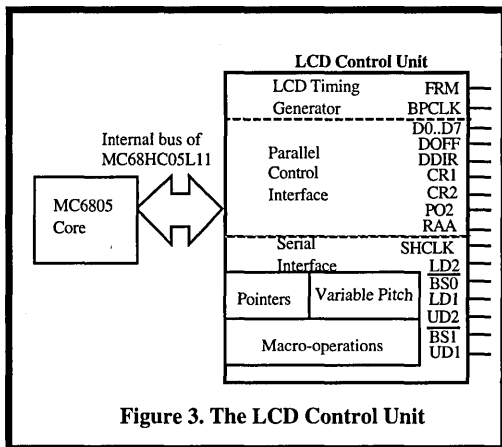 LCD Control Unit
LCD Timing
Generator
FRM
BPCLK
D0..D7
DOFF
DDIR
CR1
CR2
PO2
RAA
Parallel
Control
Interface
Internal bus of
MC68HC05L11
MC6805
Core
Serial
Interface
SHCLK
LD2
BS0
LD1
UD2
BS1
UD1
Pointers
Variable Pitch
Macro-operations
Figure 3. The LCD Control Unit